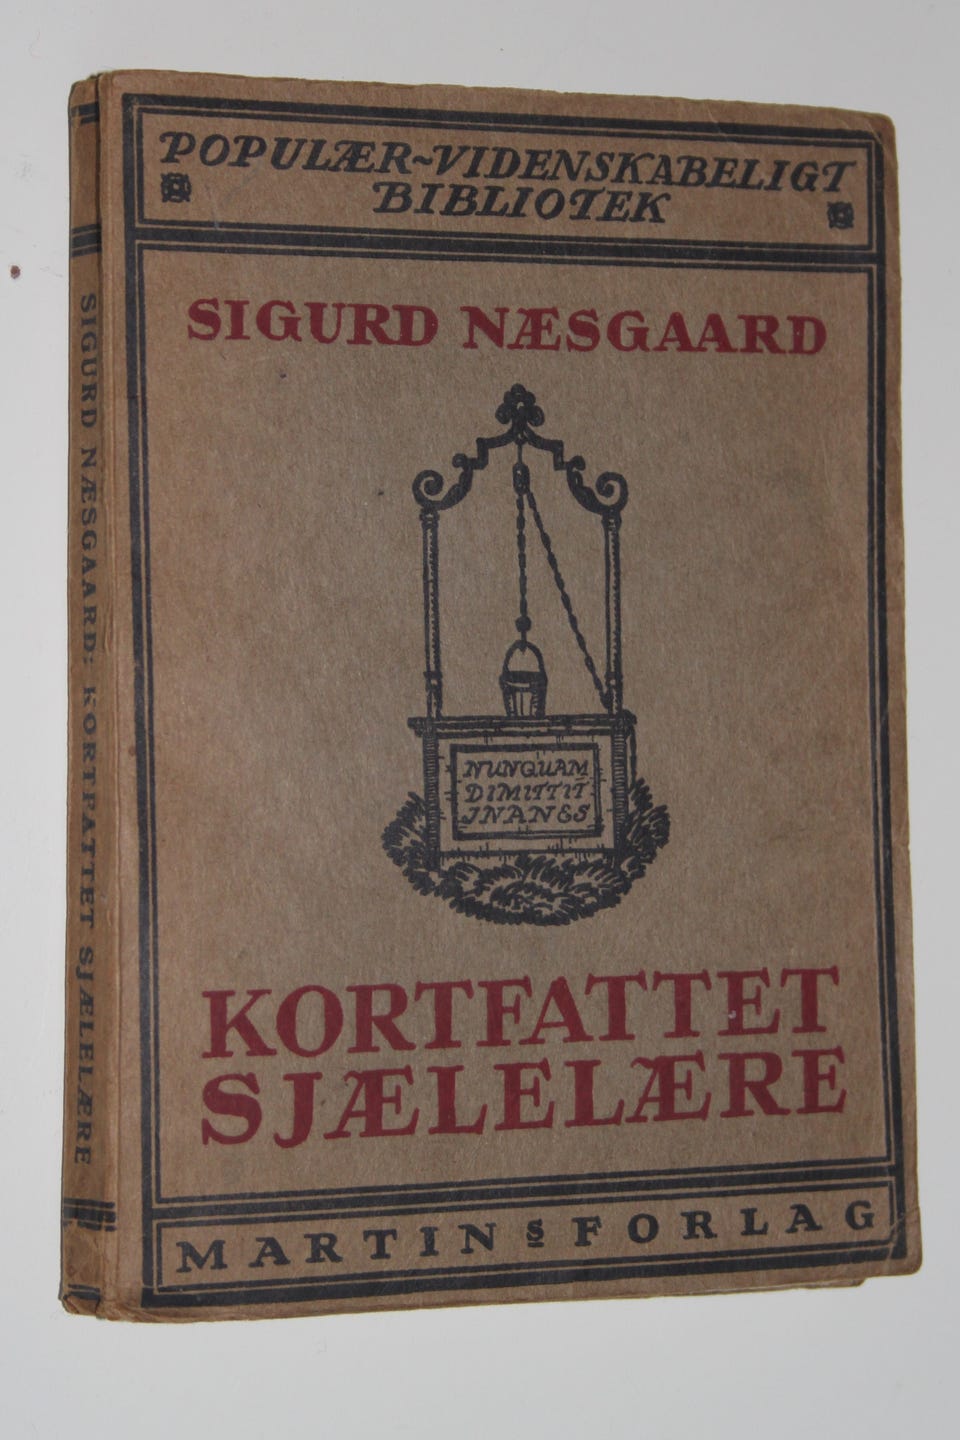 POPULÆR~VIDENSKABELIGT
BIBLIOTEK
SIGURD NÆSGAARD
NUNQUAM
DIMITTIT
INANES
KORTFATTET
SJÆLELÆRE
MARTINS FORLAG
SIGURD NÆSGAARD: KORTFATTET SJÆLELÆRE